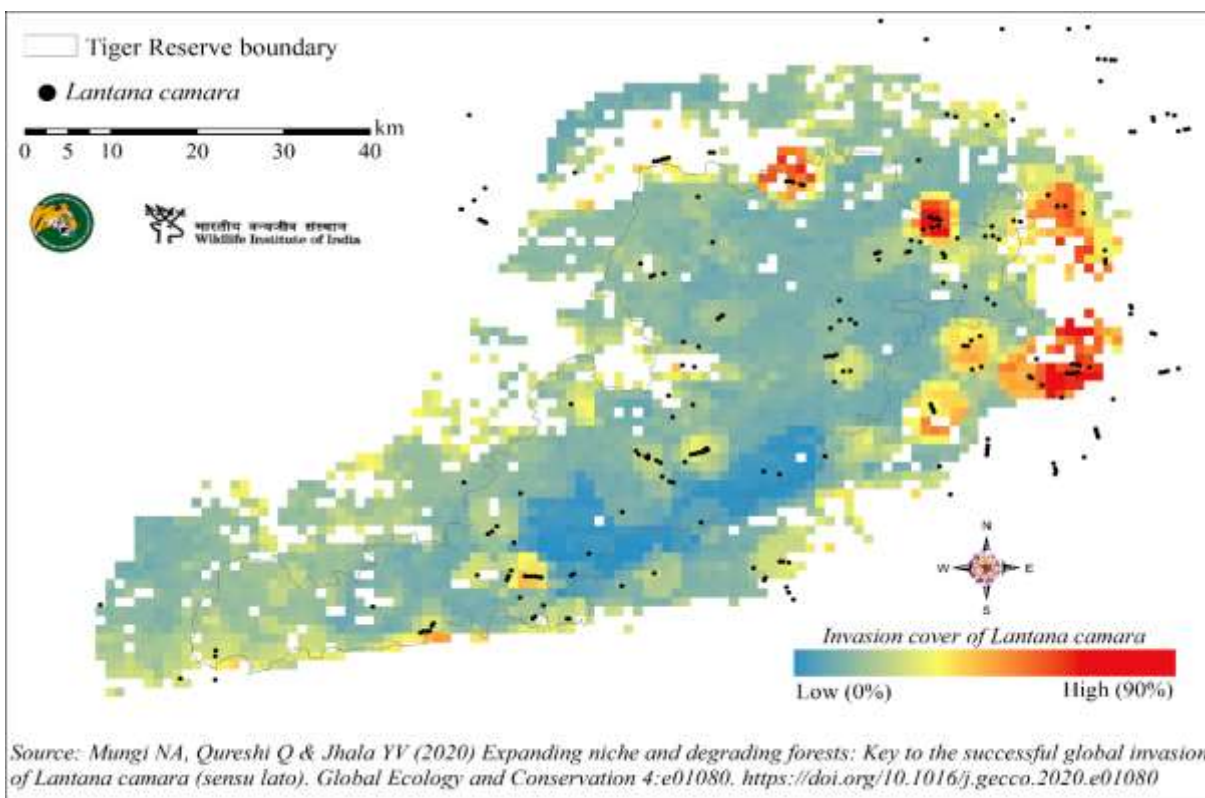 Tiger Reserve boundary
Lantana camara
km
0 5 10 20 30 40
भारतीय वन्यजीव संस्थान
Wildlife Institute of India
N
W E
S
Invasion cover of Lantana camara
Low (0%) High (90%)
Source: Mungi NA, Qureshi Q & Jhala YV (2020) Expanding niche and degrading forests: Key to the successful global invasion
of Lantana camara (sensu lato). Global Ecology and Conservation 4:e01080. https://doi.org/10.1016/j.gecco.2020.e01080